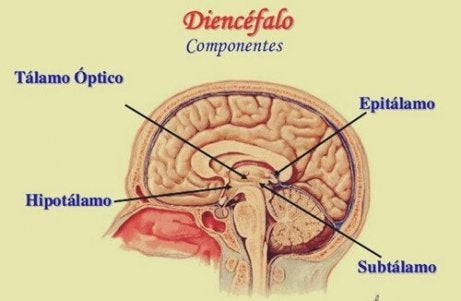 Diencéfalo
Componentes
Tálamo Óptico
Epitálamo
Hipotálamo
Subtálamo